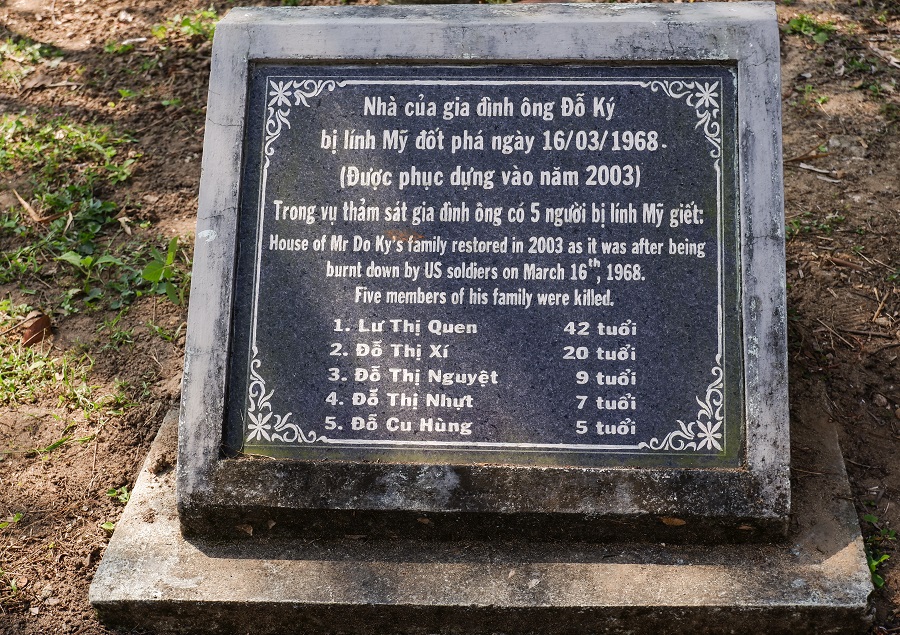 Nhà của gia đình ông Đỗ Ký
bị lính Mỹ đốt phá ngày 16/03/1968.
(Được phục dựng vào năm 2003)
Trong vụ thảm sát gia đình ông có 5 người bị lính Mỹ giết:
House of Mr Do Ky's family restored in 2003 as it was after being
burnt down by US soldiers on March 16th, 1968.
Five members of his family were killed.
1. Lư Thị Quen 42 tuổi
2. Đỗ Thị Xí 20 tuổi
3. Đỗ Thị Nguyệt 9 tuổi
4. Đỗ Thị Nhựt 7 tuổi
5. Đỗ Cu Hùng 5 tuổi